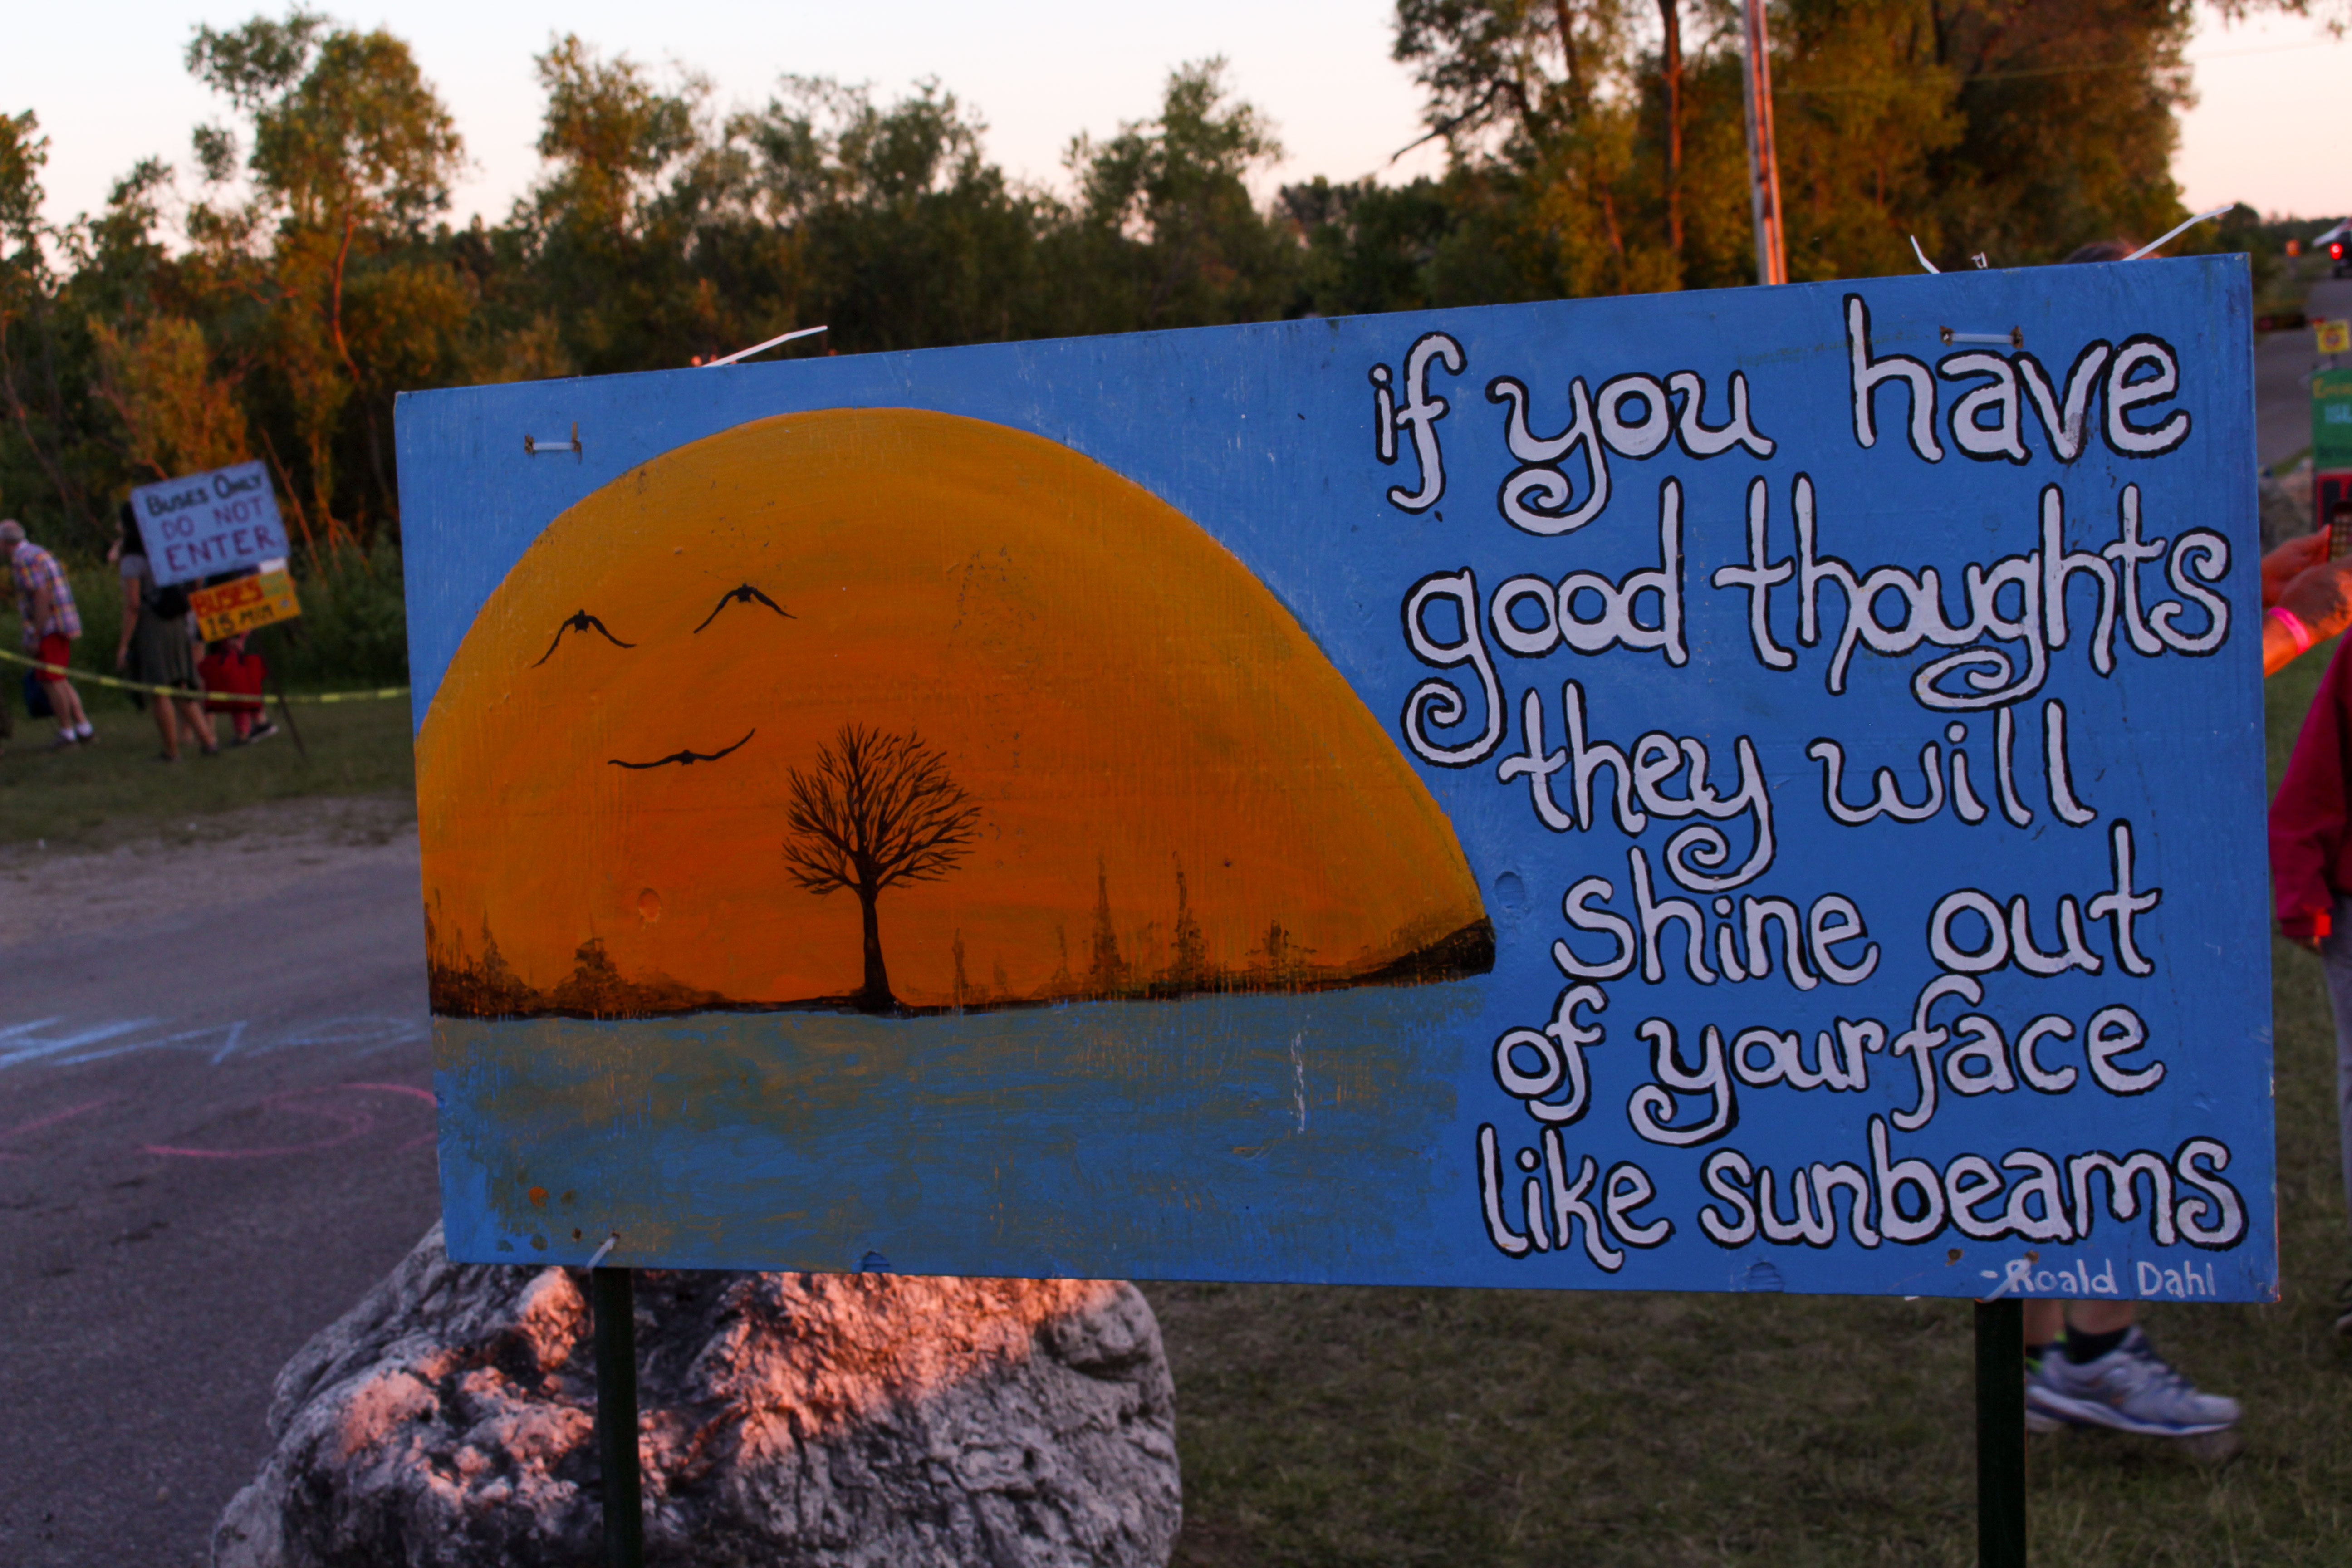 if you have
good thoughts
they will
shine out
of your face
like sunbeams
-Roald Dahl
BUSES ONLY
DO NOT
ENTER
BUSES
15 MIN